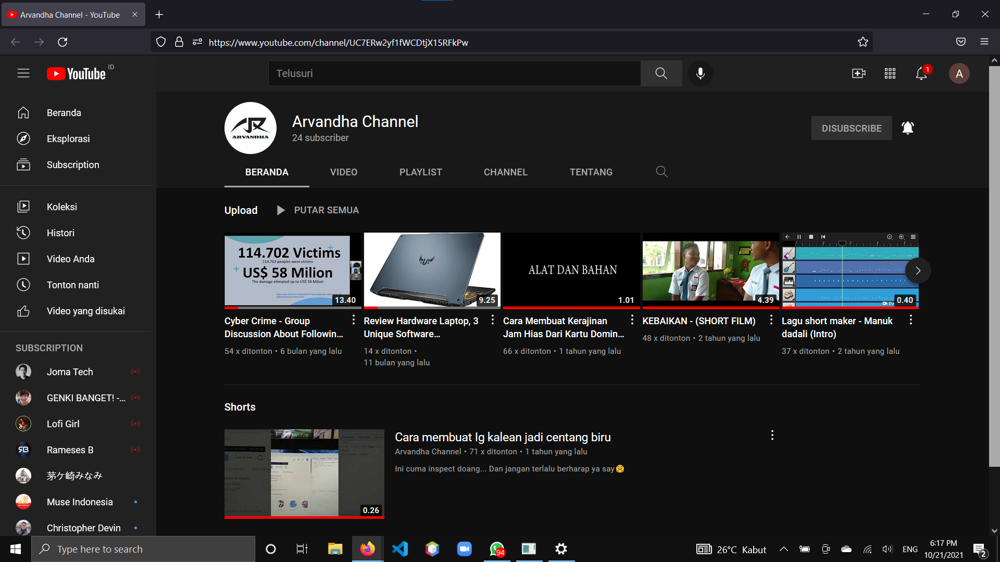 Arvandha Channel - YouTube
https://www.youtube.com/channel/UC7ERw2yf1fWCDtjX15RFkPw
YouTube ID
Telusuri
1
A
Beranda
Eksplorasi
Subscription
Koleksi
Histori
Video Anda
Tonton nanti
Video yang disukai
SUBSCRIPTION
Joma Tech
GENKI BANGET! -...
Lofi Girl
Rameses B
茅ケ崎みなみ
Muse Indonesia
Christopher Devin
ARVANDHA
Arvandha Channel
24 subscriber
DISUBSCRIBE
BERANDA
VIDEO
PLAYLIST
CHANNEL
TENTANG
Upload
PUTAR SEMUA
114.702 Victims
114.702 peoples were victims
US$ 58 Milion
The damage etimated up to US$ 58 Milion
13.40
Cyber Crime - Group
Discussion About Followin...
54 x ditonton • 6 bulan yang lalu
9.25
Review Hardware Laptop, 3
Unique Software...
14 x ditonton •
11 bulan yang lalu
ALAT DAN BAHAN
1.01
Cara Membuat Kerajinan
Jam Hias Dari Kartu Domin...
66 x ditonton • 1 tahun yang lalu
4.39
KEBAIKAN - (SHORT FILM)
48 x ditonton • 2 tahun yang lalu
0.40
Lagu short maker - Manuk
dadali (Intro)
37 x ditonton • 2 tahun yang lalu
Shorts
0.26
Cara membuat Ig kalean jadi centang biru
Arvandha Channel • 71 x ditonton • 1 tahun yang lalu
Ini cuma inspect doang... Dan jangan terlalu berharap ya say🤗
Type here to search
94
26°C Kabut
ENG
6:17 PM
10/21/2021
2